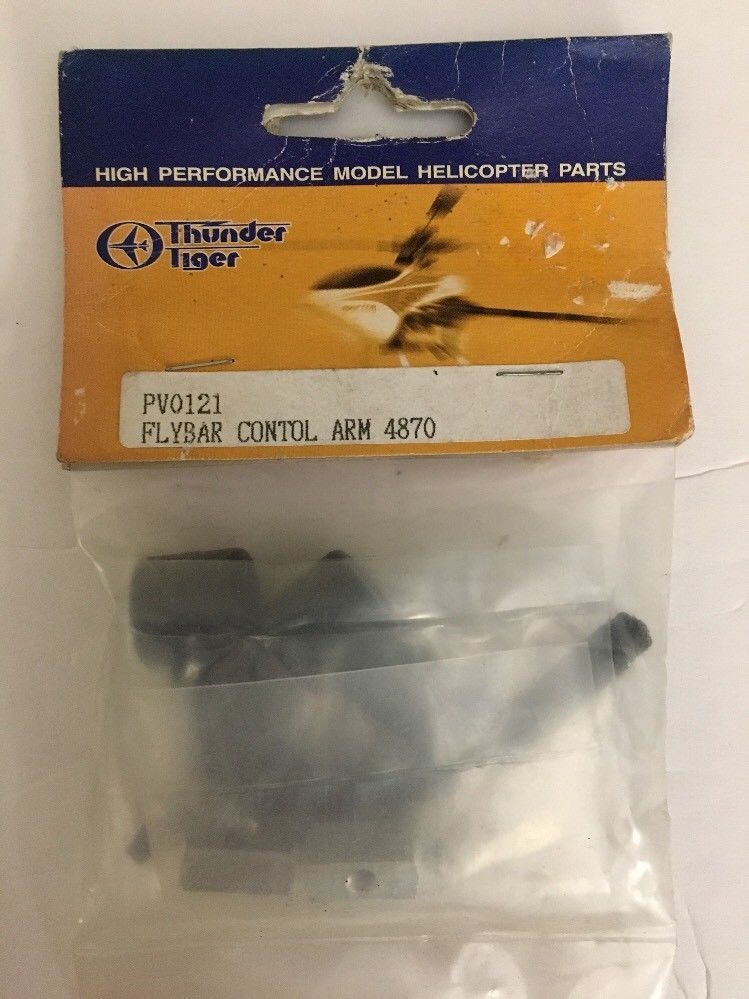 HIGH PERFORMANCE MODEL HELICOPTER PARTS
Thunder
Tiger
PV0121
FLYBAR CONTOL ARM 4870